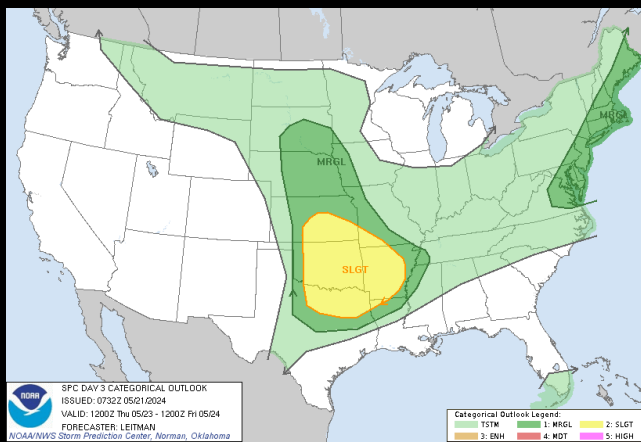 MRGL
MRGL
SLGT
SPC DAY 3 CATEGORICAL OUTLOOK
ISSUED: 0732Z 05/21/2024
VALID: 1200Z Thu 05/23 - 1200Z Fri 05/24
FORECASTER: LEITMAN
NOAA/NWS Storm Prediction Center, Norman, Oklahoma
NOAA
Categorical Outlook Legend:
TSTM 1: MRGL 2: SLGT
3: ENH 4: MDT 5: HIGH